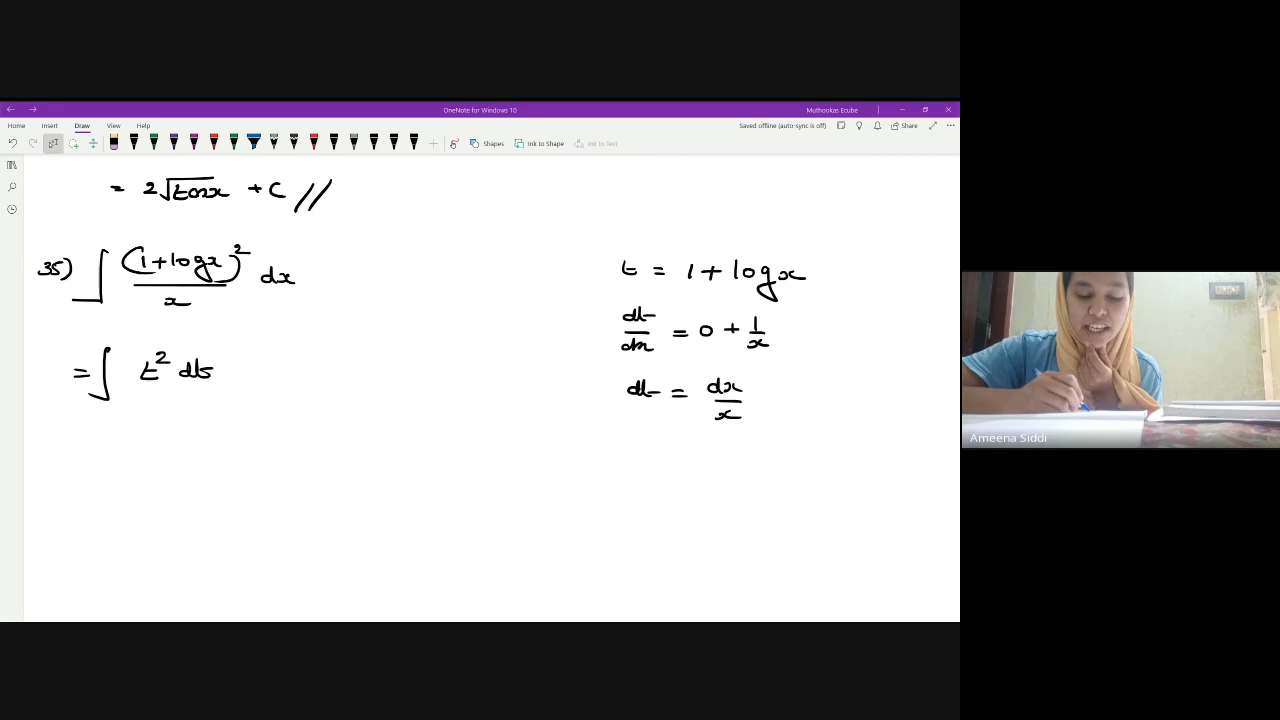 OneNote for Windows 10
Muthookas Ecube
Home Insert Draw View Help
Saved offline (auto-sync is off)
Share
Shapes
Ink to Shape
Ink to Text
= 2√tanx + C //
35) ∫ (1+logx)² / x dx
= ∫ t² dt
t = 1 + logx
dt/dx = 0 + 1/x
dt = dx/x
Ameena Siddi